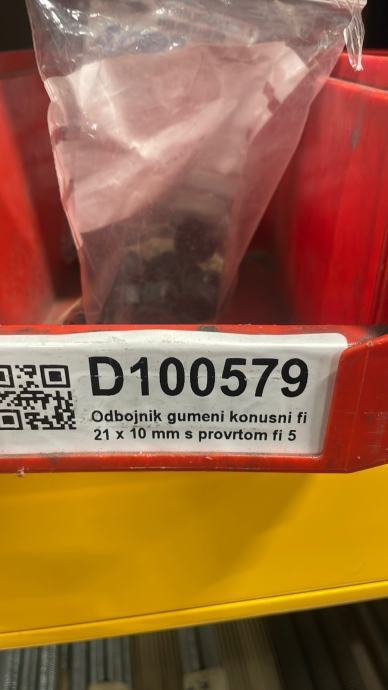 D100579
Odbojnik gumeni konusni fi
21 x 10 mm s provrtom fi 5